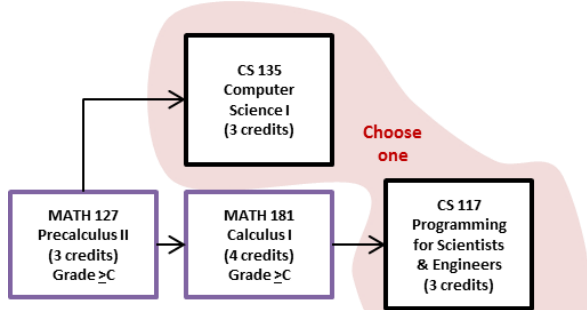 CS 135
Computer
Science I
(3 credits)
Choose
one
MATH 127
Precalculus II
(3 credits)
Grade ≥C
MATH 181
Calculus I
(4 credits)
Grade ≥C
CS 117
Programming
for Scientists
& Engineers
(3 credits)